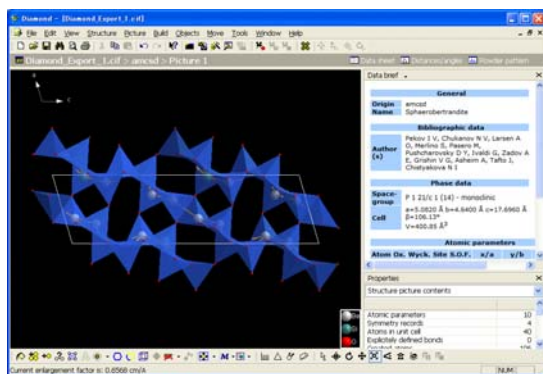 Diamond - [Diamond_Export_1.cif]
File Edit View Structure Picture Build Objects Move Tools Window Help
Diamond_Export_1.cif > amcsd > Picture 1
Data sheet Distances/angles Powder pattern
Data brief
General
Origin amcsd
Name Sphaerobertrandite
Bibliographic data
Author (s)
Pekov I V, Chukanov N V, Larsen A
O, Merlino S, Pasero M,
Pushcharovsky D Y, Ivaldi G, Zadov A
E, Grishin V G, Asheim A, Tafto J,
Chistyakova N I
Phase data
Space-group P 1 21/c 1 (14) - monoclinic
Cell
a=5.0820 Å b=4.6400 Å c=17.6960 Å
β=106.13°
V=400.85 Å3
Atomic parameters
Atom Ox. Wyck. Site S.O.F. x/a y/b
Properties
Structure picture contents
Atomic parameters 10
Symmetry records 4
Atoms in unit cell 40
Explicitely defined bonds 0
Created atoms
Current enlargement factor is: 0.8568 cm/A
NUM